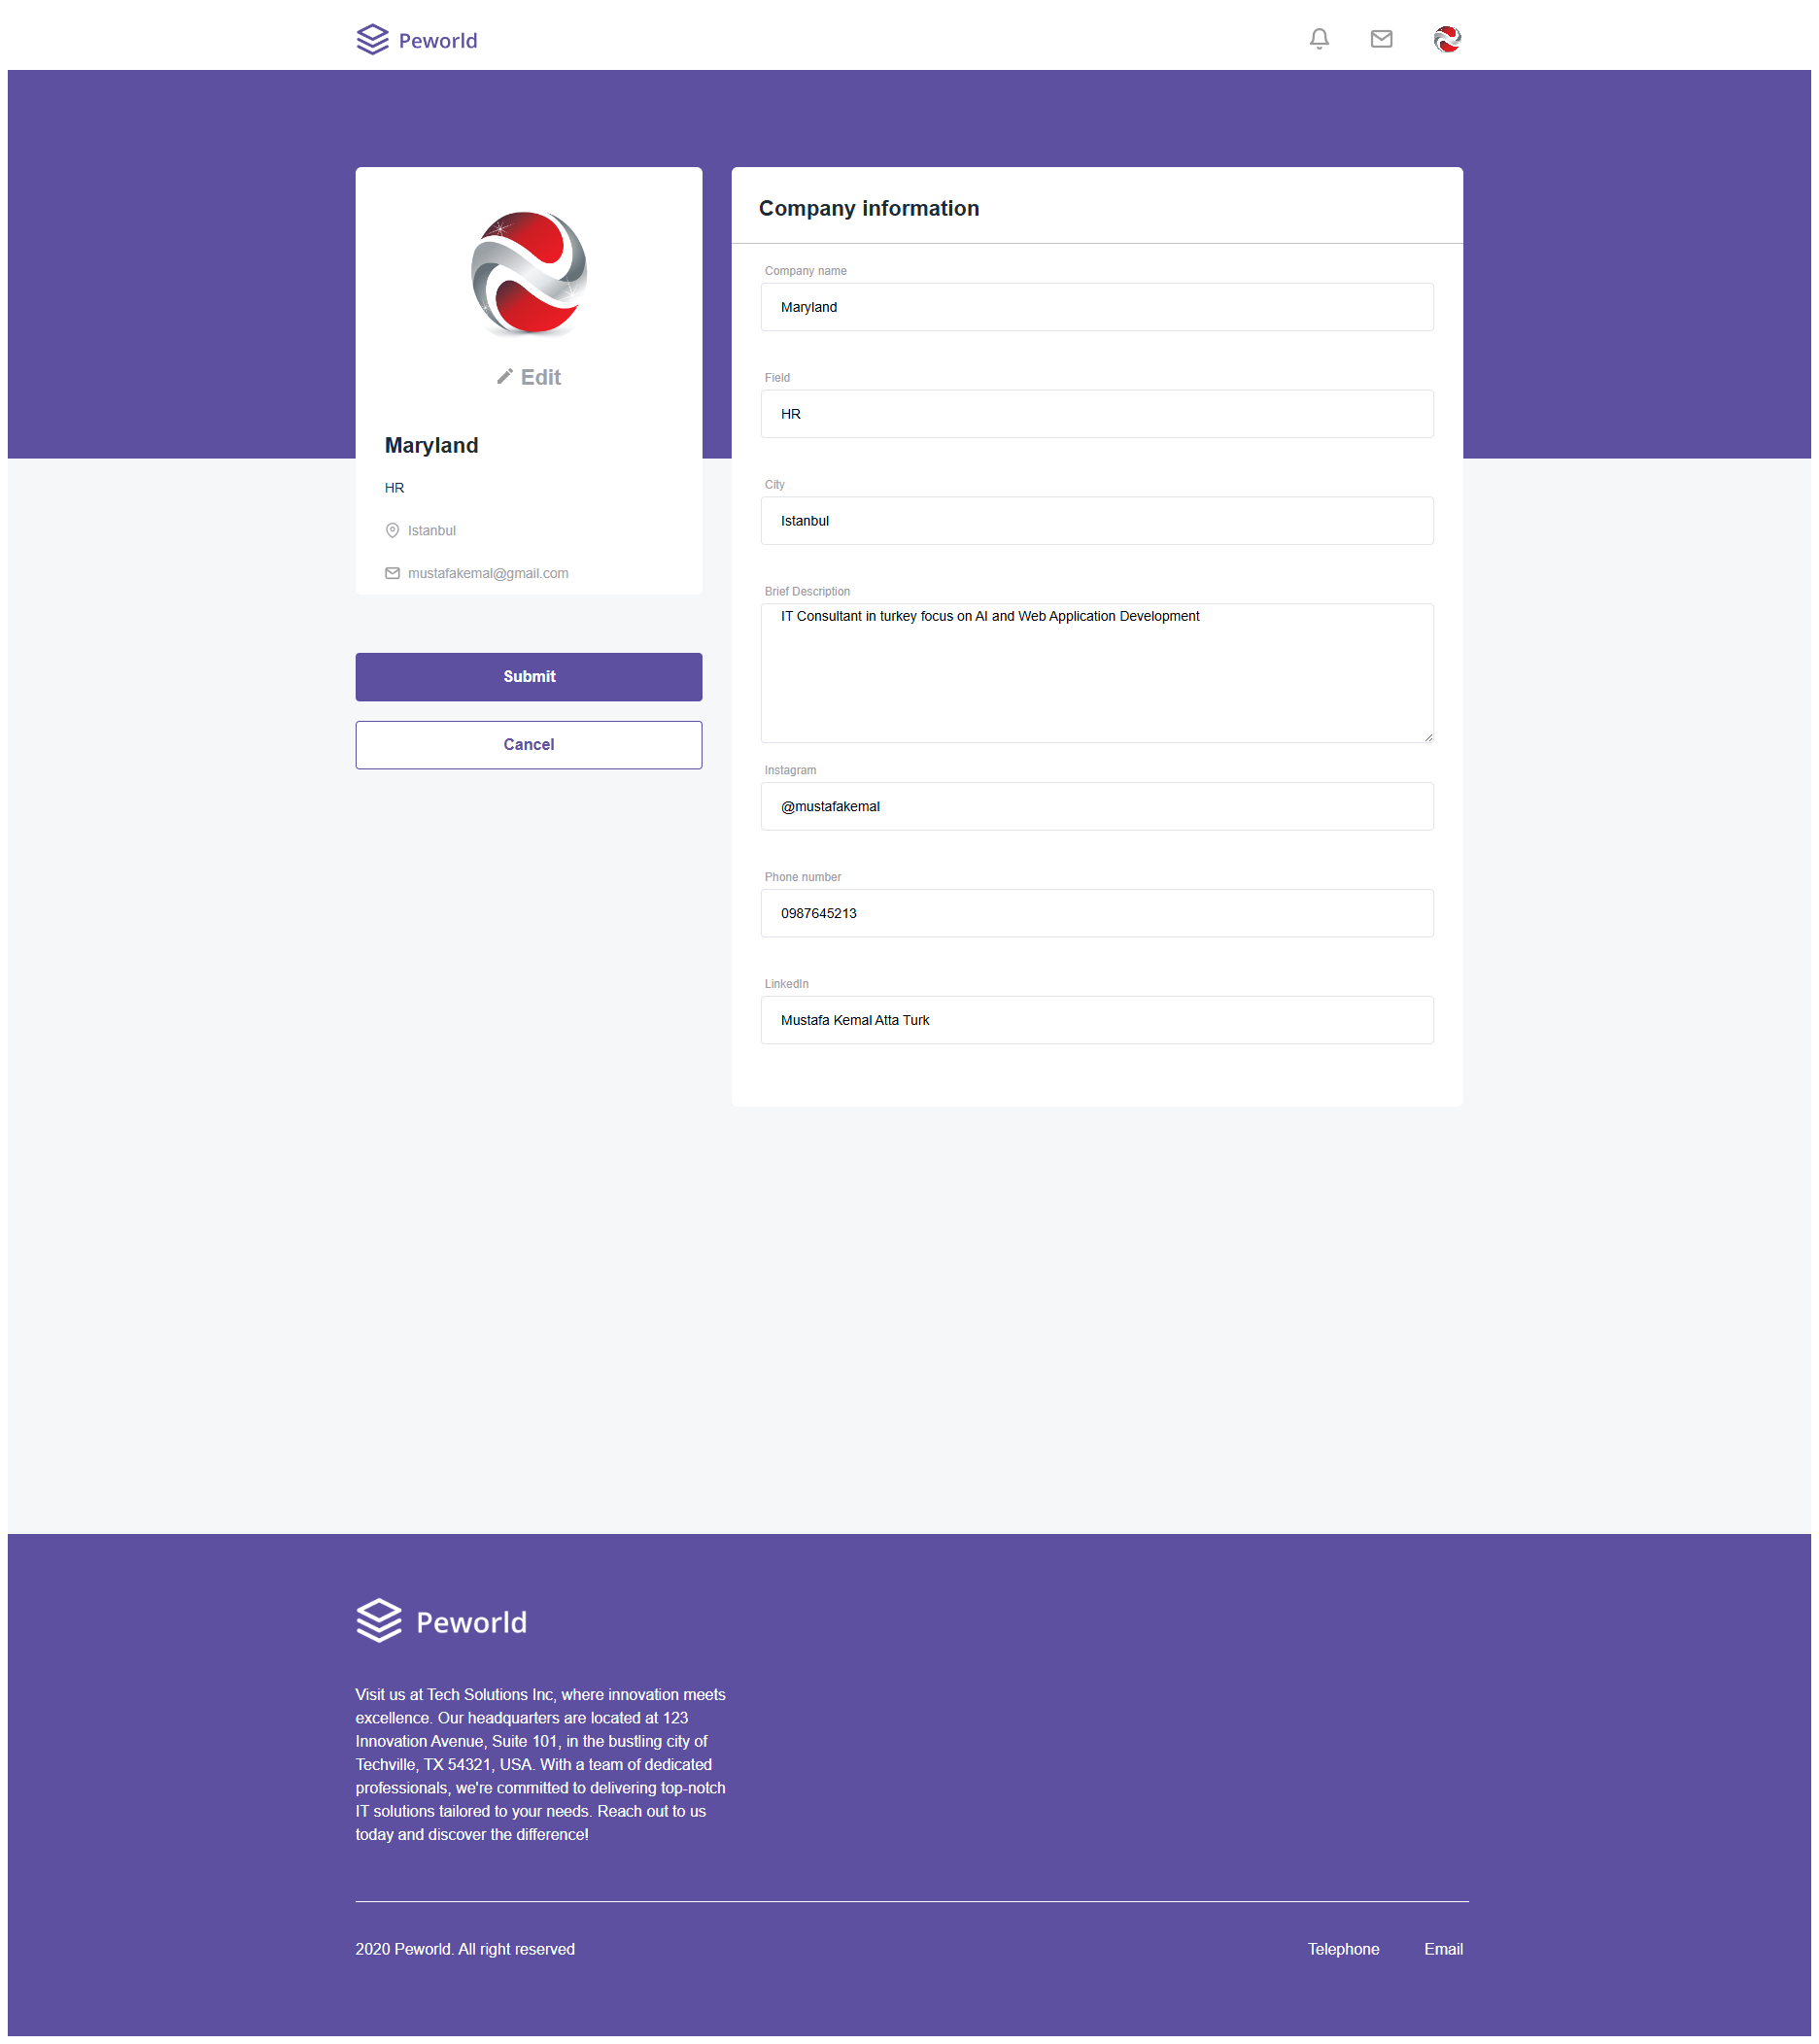 Peworld
Edit
Maryland
HR
Istanbul
mustafakemal@gmail.com
Submit
Cancel
Company information
Company name
Maryland
Field
HR
City
Istanbul
Brief Description
IT Consultant in turkey focus on AI and Web Application Development
Instagram
@mustafakemal
Phone number
0987645213
LinkedIn
Mustafa Kemal Atta Turk
Peworld
Visit us at Tech Solutions Inc, where innovation meets
excellence. Our headquarters are located at 123
Innovation Avenue, Suite 101, in the bustling city of
Techville, TX 54321, USA. With a team of dedicated
professionals, we're committed to delivering top-notch
IT solutions tailored to your needs. Reach out to us
today and discover the difference!
2020 Peworld. All right reserved
Telephone
Email